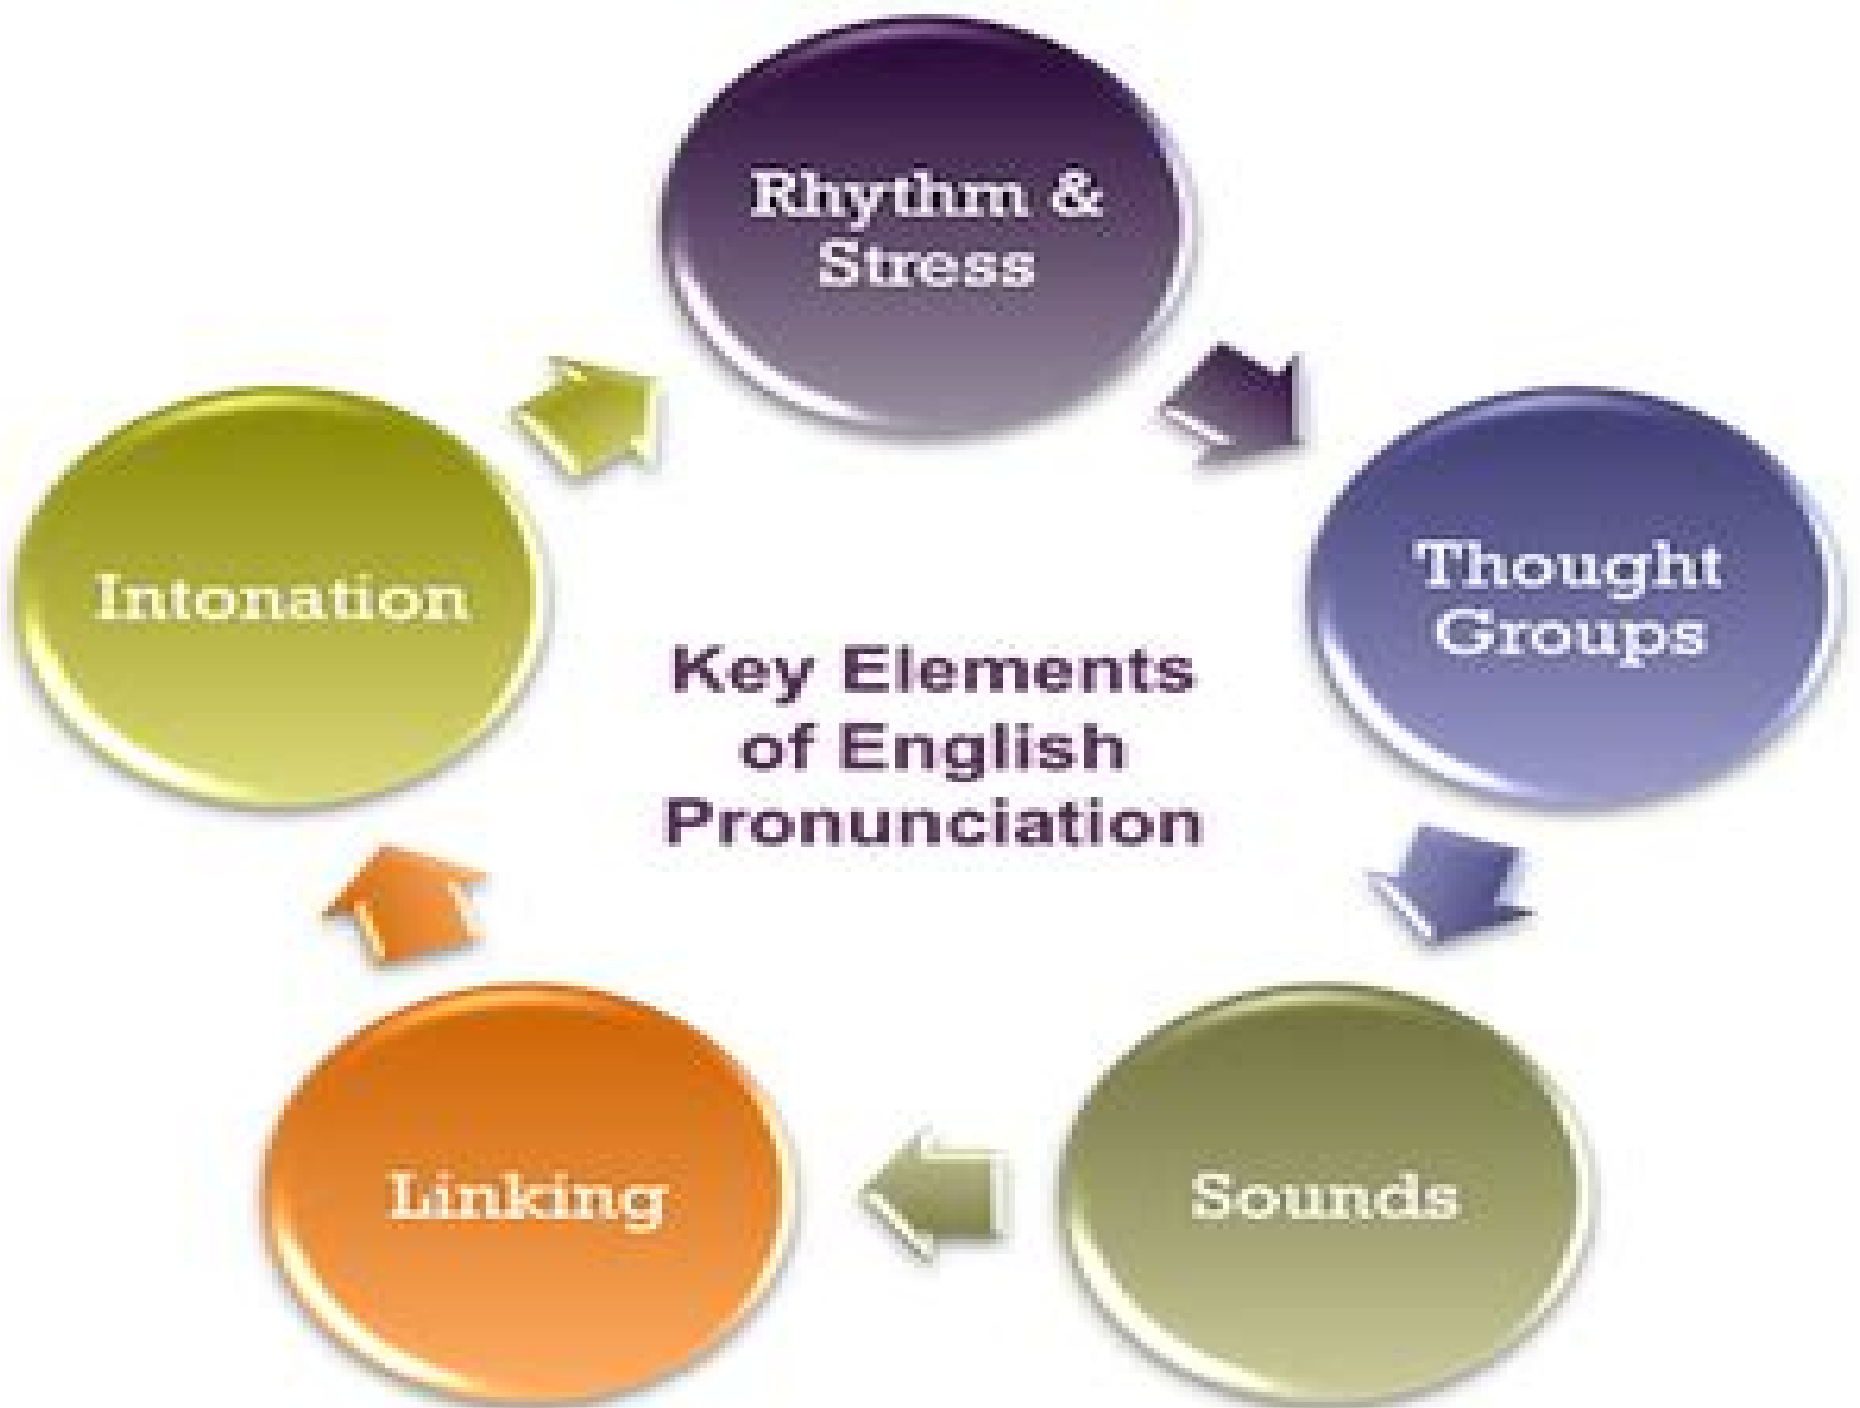 Rhythm &
Stress
Thought
Groups
Sounds
Linking
Intonation
Key Elements
of English
Pronunciation